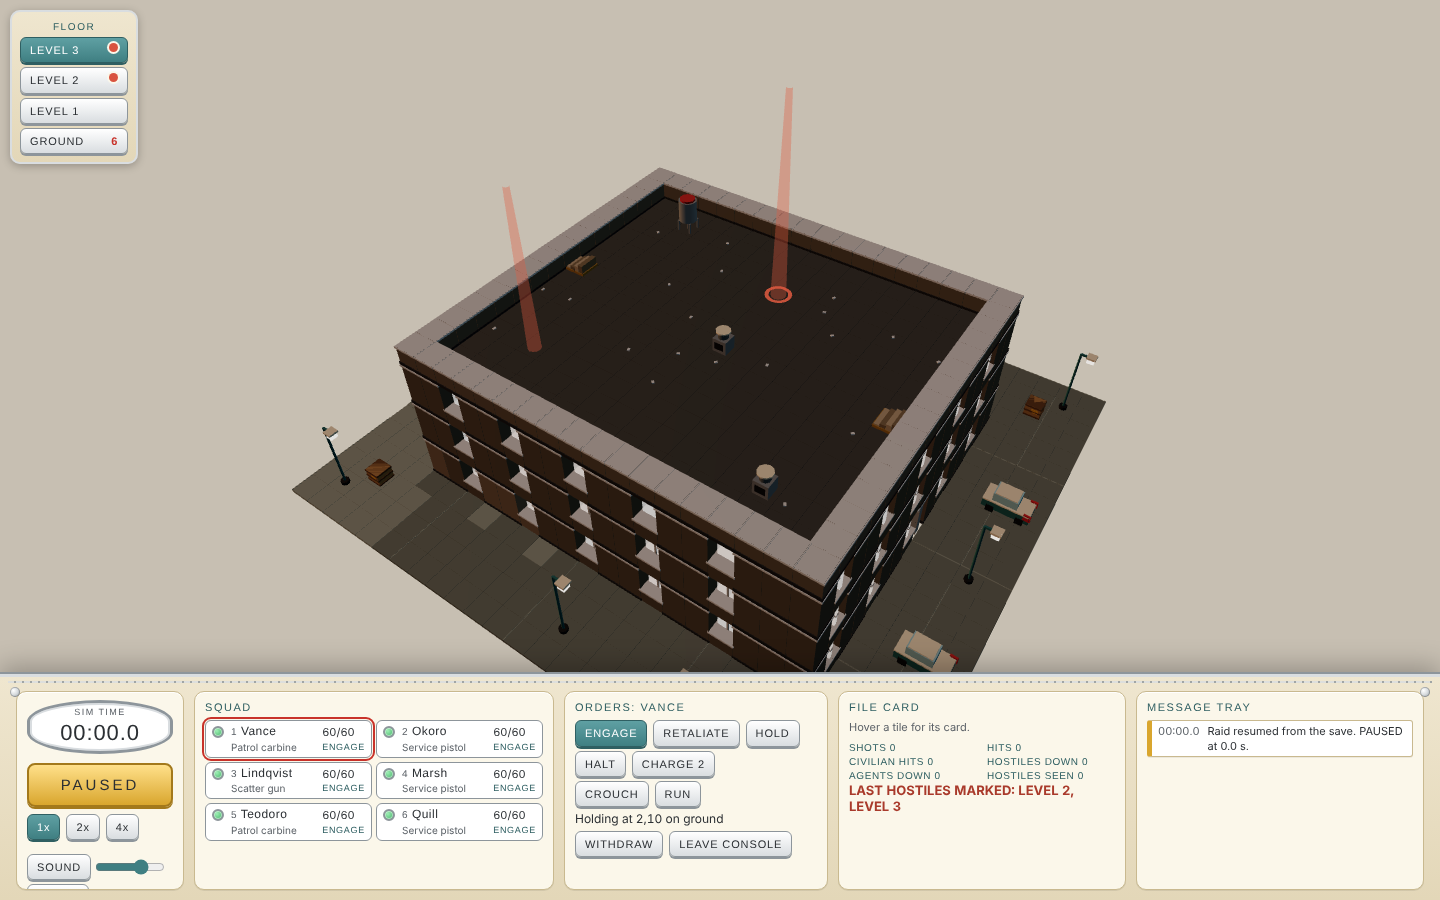 FLOOR
LEVEL 3
LEVEL 2
LEVEL 1
GROUND 6
SIM TIME
00:00.0
PAUSED
1x 2x 4x
SOUND
SQUAD
1 Vance 60/60
Patrol carbine ENGAGE
2 Okoro 60/60
Service pistol ENGAGE
3 Lindqvist 60/60
Scatter gun ENGAGE
4 Marsh 60/60
Service pistol ENGAGE
5 Teodoro 60/60
Patrol carbine ENGAGE
6 Quill 60/60
Service pistol ENGAGE
ORDERS: VANCE
ENGAGE RETALIATE HOLD
HALT CHARGE 2
CROUCH RUN
Holding at 2,10 on ground
WITHDRAW LEAVE CONSOLE
FILE CARD
Hover a tile for its card.
SHOTS 0 HITS 0
CIVILIAN HITS 0 HOSTILES DOWN 0
AGENTS DOWN 0 HOSTILES SEEN 0
LAST HOSTILES MARKED: LEVEL 2,
LEVEL 3
MESSAGE TRAY
00:00.0 Raid resumed from the save. PAUSED
at 0.0 s.